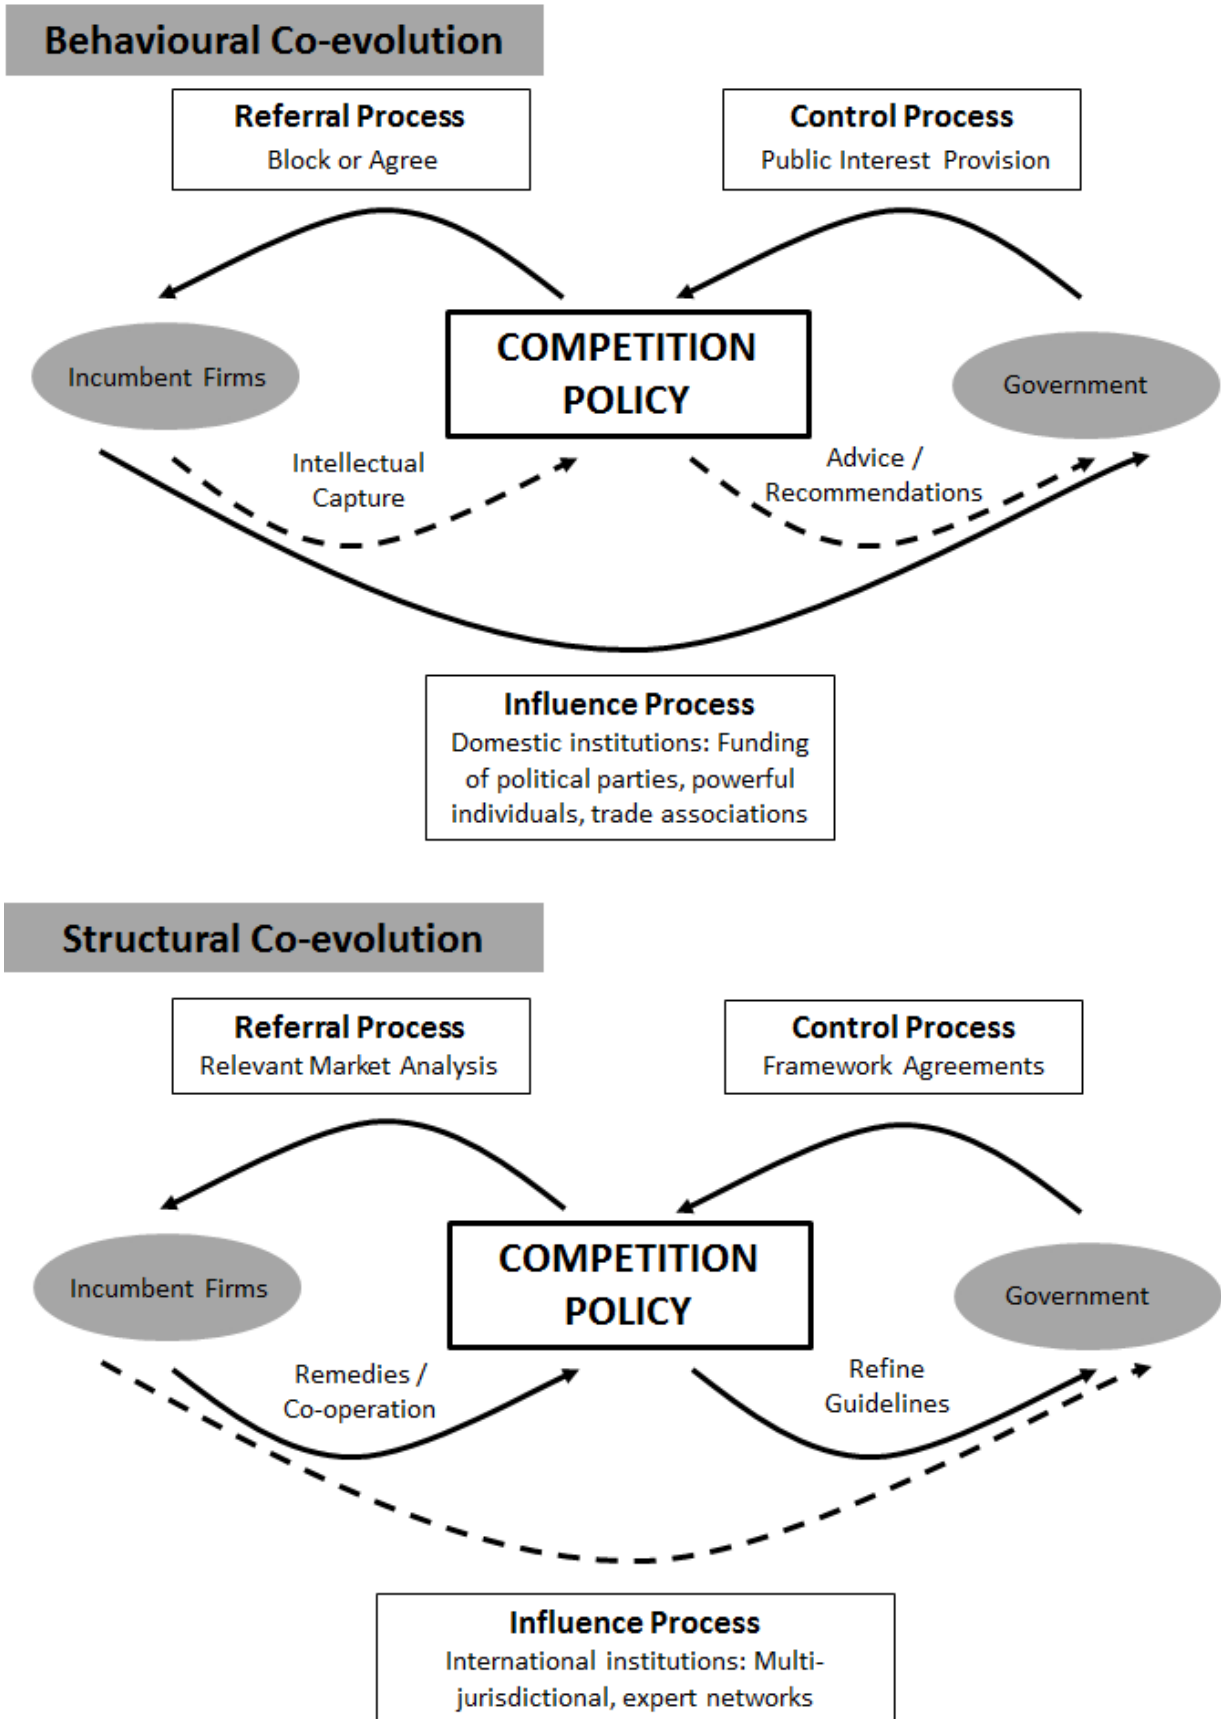 Behavioural Co-evolution
Referral Process
Block or Agree
Control Process
Public Interest Provision
Incumbent Firms
COMPETITION
POLICY
Government
Intellectual
Capture
Advice /
Recommendations
Influence Process
Domestic institutions: Funding
of political parties, powerful
individuals, trade associations
Structural Co-evolution
Referral Process
Relevant Market Analysis
Control Process
Framework Agreements
Incumbent Firms
COMPETITION
POLICY
Government
Remedies /
Co-operation
Refine
Guidelines
Influence Process
International institutions: Multi-
jurisdictional, expert networks